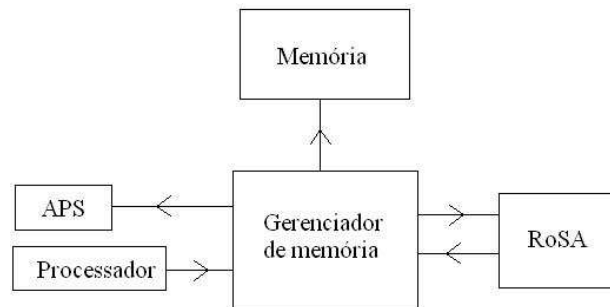 Memória
APS
Gerenciador
de memória
RoSA
Processador